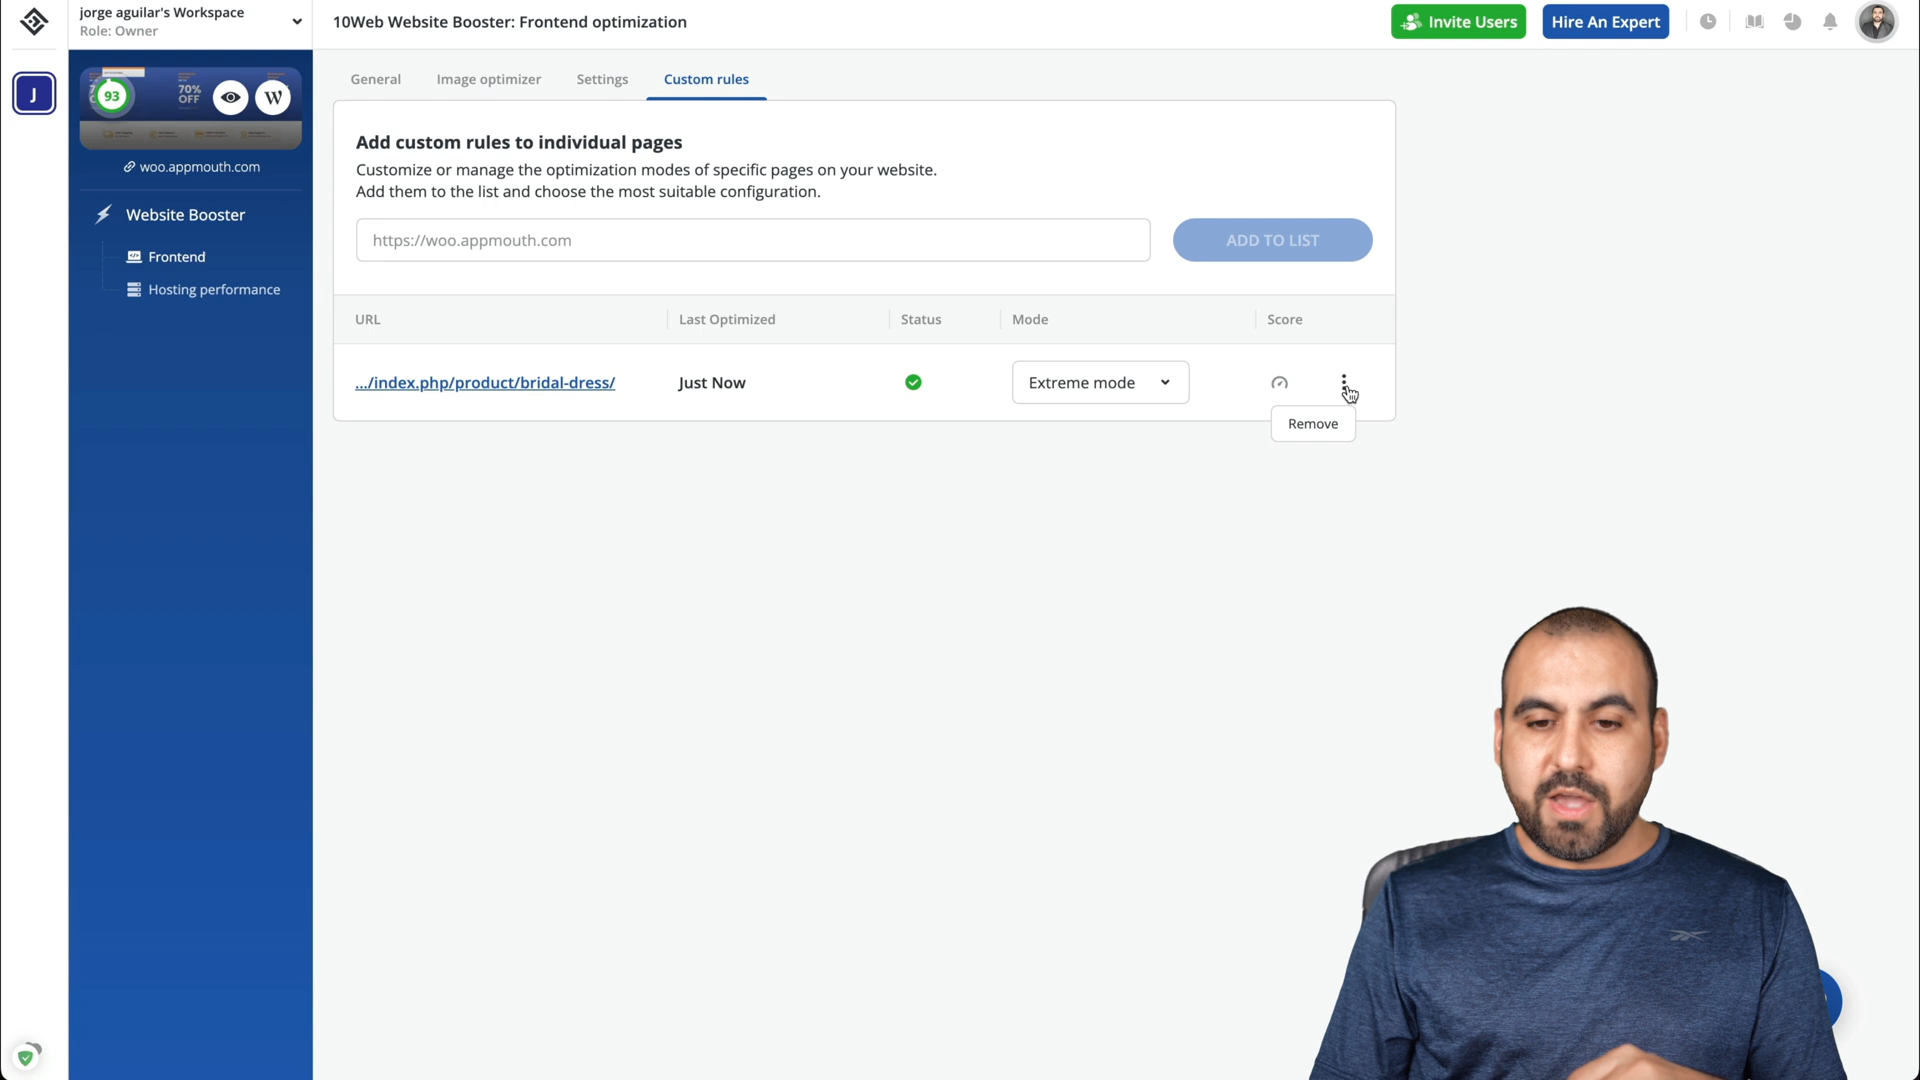 jorge aguilar's Workspace
Role: Owner
10Web Website Booster: Frontend optimization
Invite Users
Hire An Expert
J
93
70%
OFF
W
woo.appmouth.com
Website Booster
Frontend
Hosting performance
General
Image optimizer
Settings
Custom rules
Add custom rules to individual pages
Customize or manage the optimization modes of specific pages on your website.
Add them to the list and choose the most suitable configuration.
https://woo.appmouth.com
ADD TO LIST
URL
Last Optimized
Status
Mode
Score
.../index.php/product/bridal-dress/
Just Now
Extreme mode
Remove